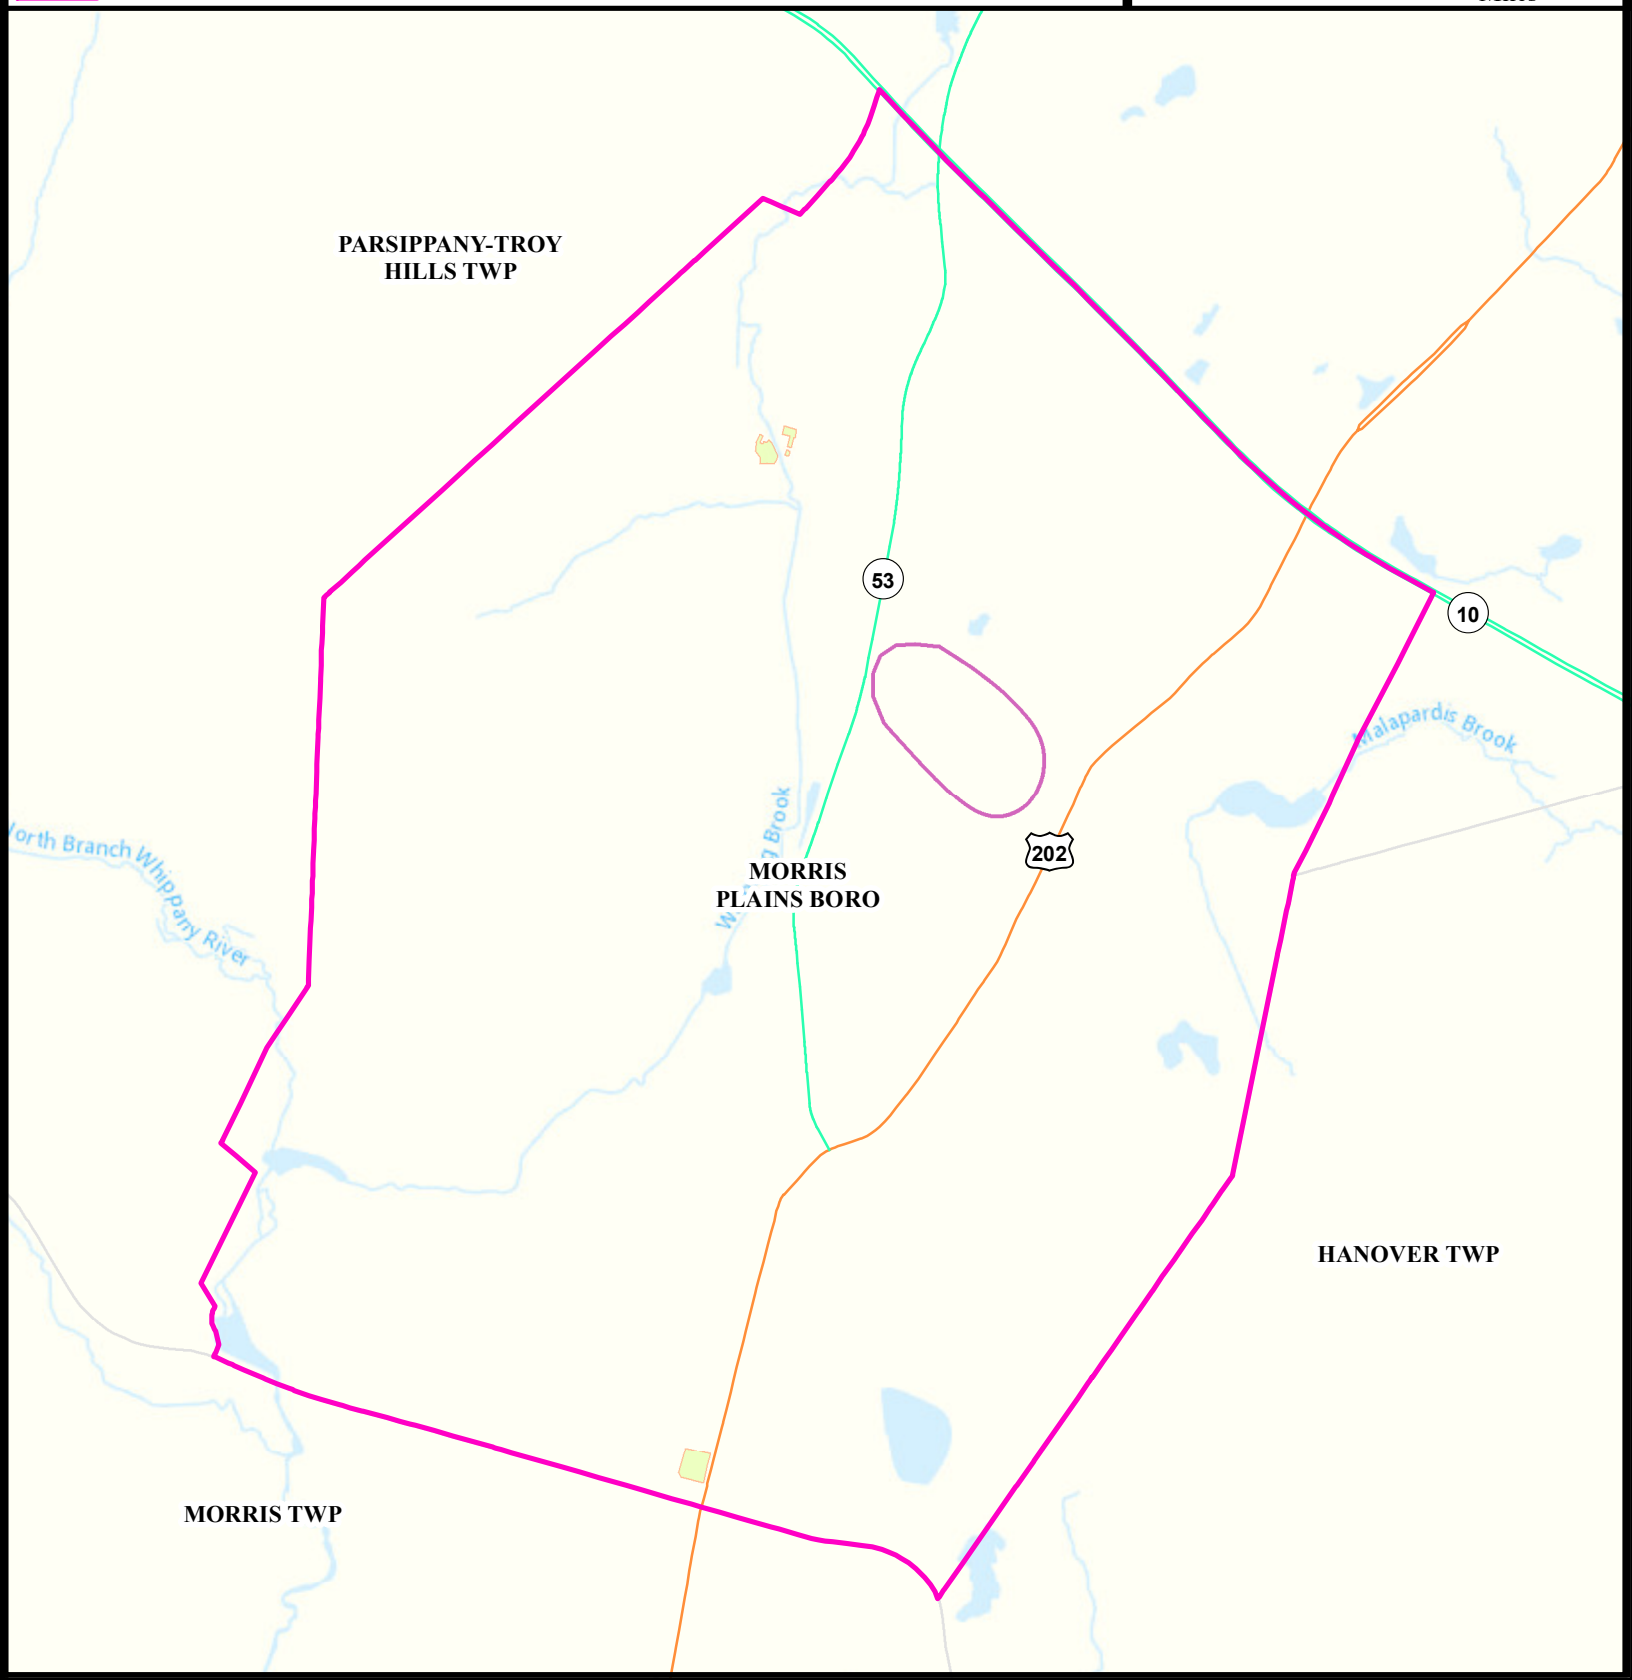 PARSIPPANY-TROY
HILLS TWP
53
10
Malapardis Brook
202
Brook
MORRIS
PLAINS BORO
North Branch Whippany River
HANOVER TWP
MORRIS TWP